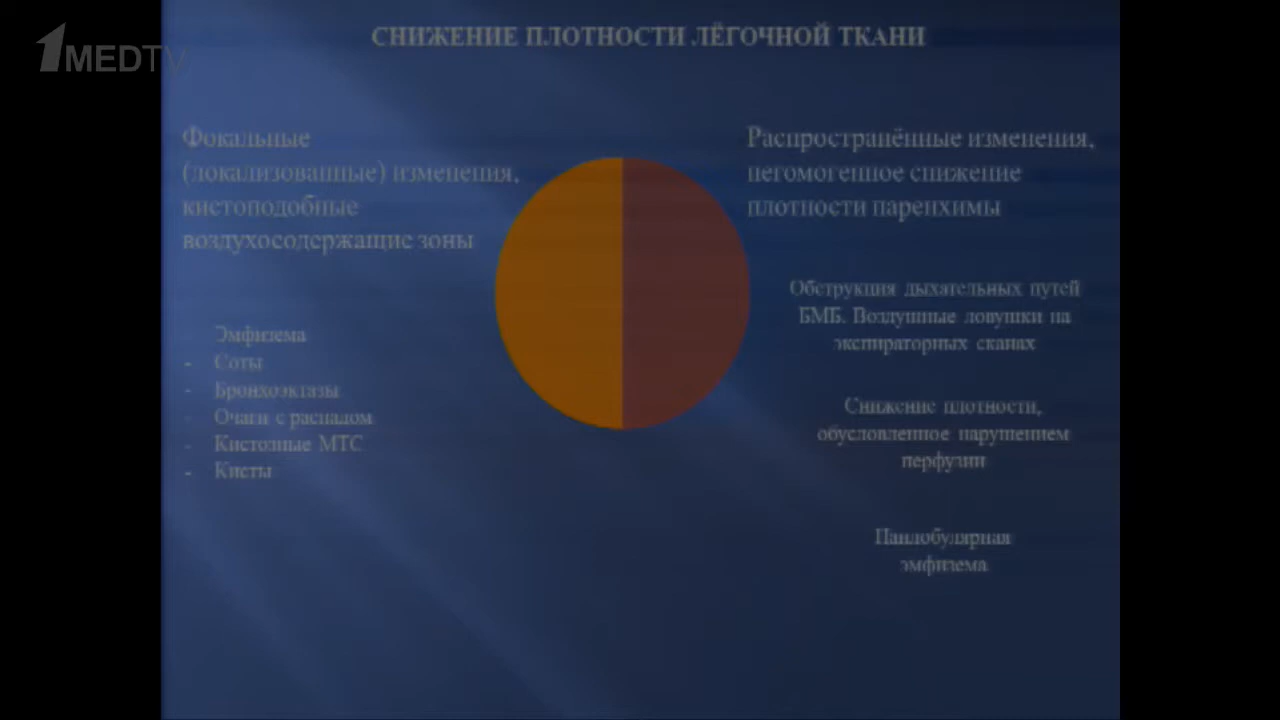 1MEDTV
СНИЖЕНИЕ ПЛОТНОСТИ ЛЁГОЧНОЙ ТКАНИ
Фокальные
(локализованные) изменения,
кистоподобные
воздухосодержащие зоны
Эмфизема
- Соты
- Бронхоэктазы
- Очаги с распадом
- Кистозные МТС
- Кисты
Распространённые изменения,
негомогенное снижение
плотности паренхимы
Обструкция дыхательных путей
БМБ. Воздушные ловушки на
экспираторных сканах
Снижение плотности,
обусловленное нарушением
перфузии
Панлобулярная
эмфизема